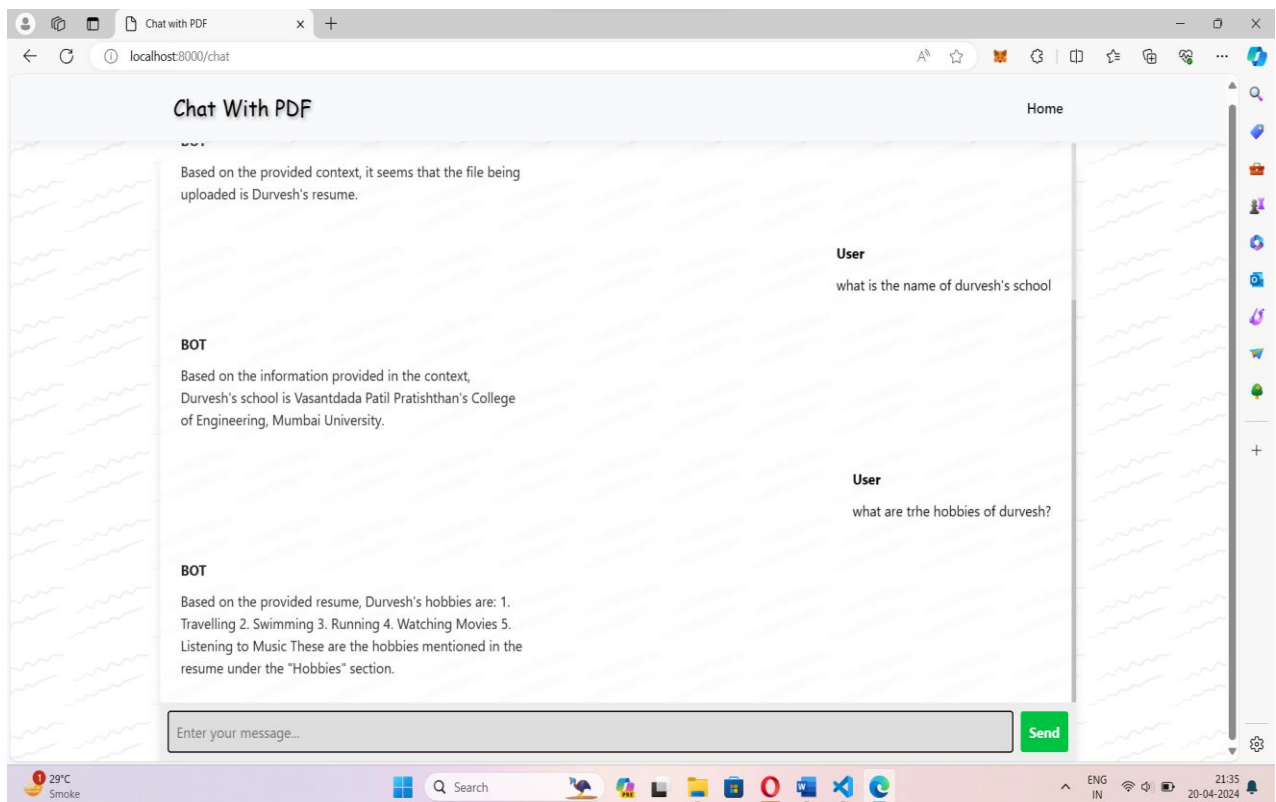 Chat with PDF
localhost:8000/chat
Chat With PDF
Home
BOT
Based on the provided context, it seems that the file being
uploaded is Durvesh's resume.
User
what is the name of durvesh's school
BOT
Based on the information provided in the context,
Durvesh's school is Vasantdada Patil Pratishthan's College
of Engineering, Mumbai University.
User
what are trhe hobbies of durvesh?
BOT
Based on the provided resume, Durvesh's hobbies are: 1.
Travelling 2. Swimming 3. Running 4. Watching Movies 5.
Listening to Music These are the hobbies mentioned in the
resume under the "Hobbies" section.
Enter your message...
Send
1
29°C
Smoke
Search
PRE
ENG
IN
21:35
20-04-2024